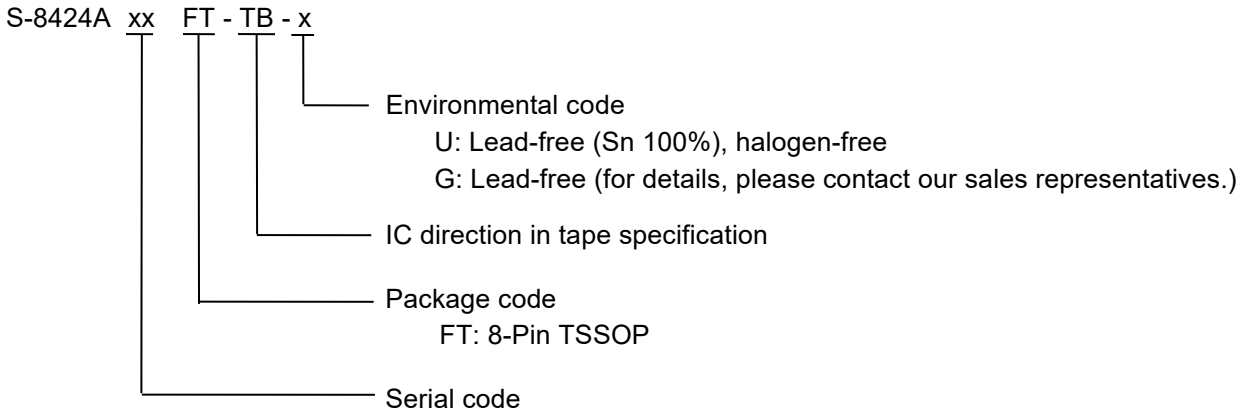 S-8424A xx FT - TB - x
Environmental code
U: Lead-free (Sn 100%), halogen-free
G: Lead-free (for details, please contact our sales representatives.)
IC direction in tape specification
Package code
FT: 8-Pin TSSOP
Serial code